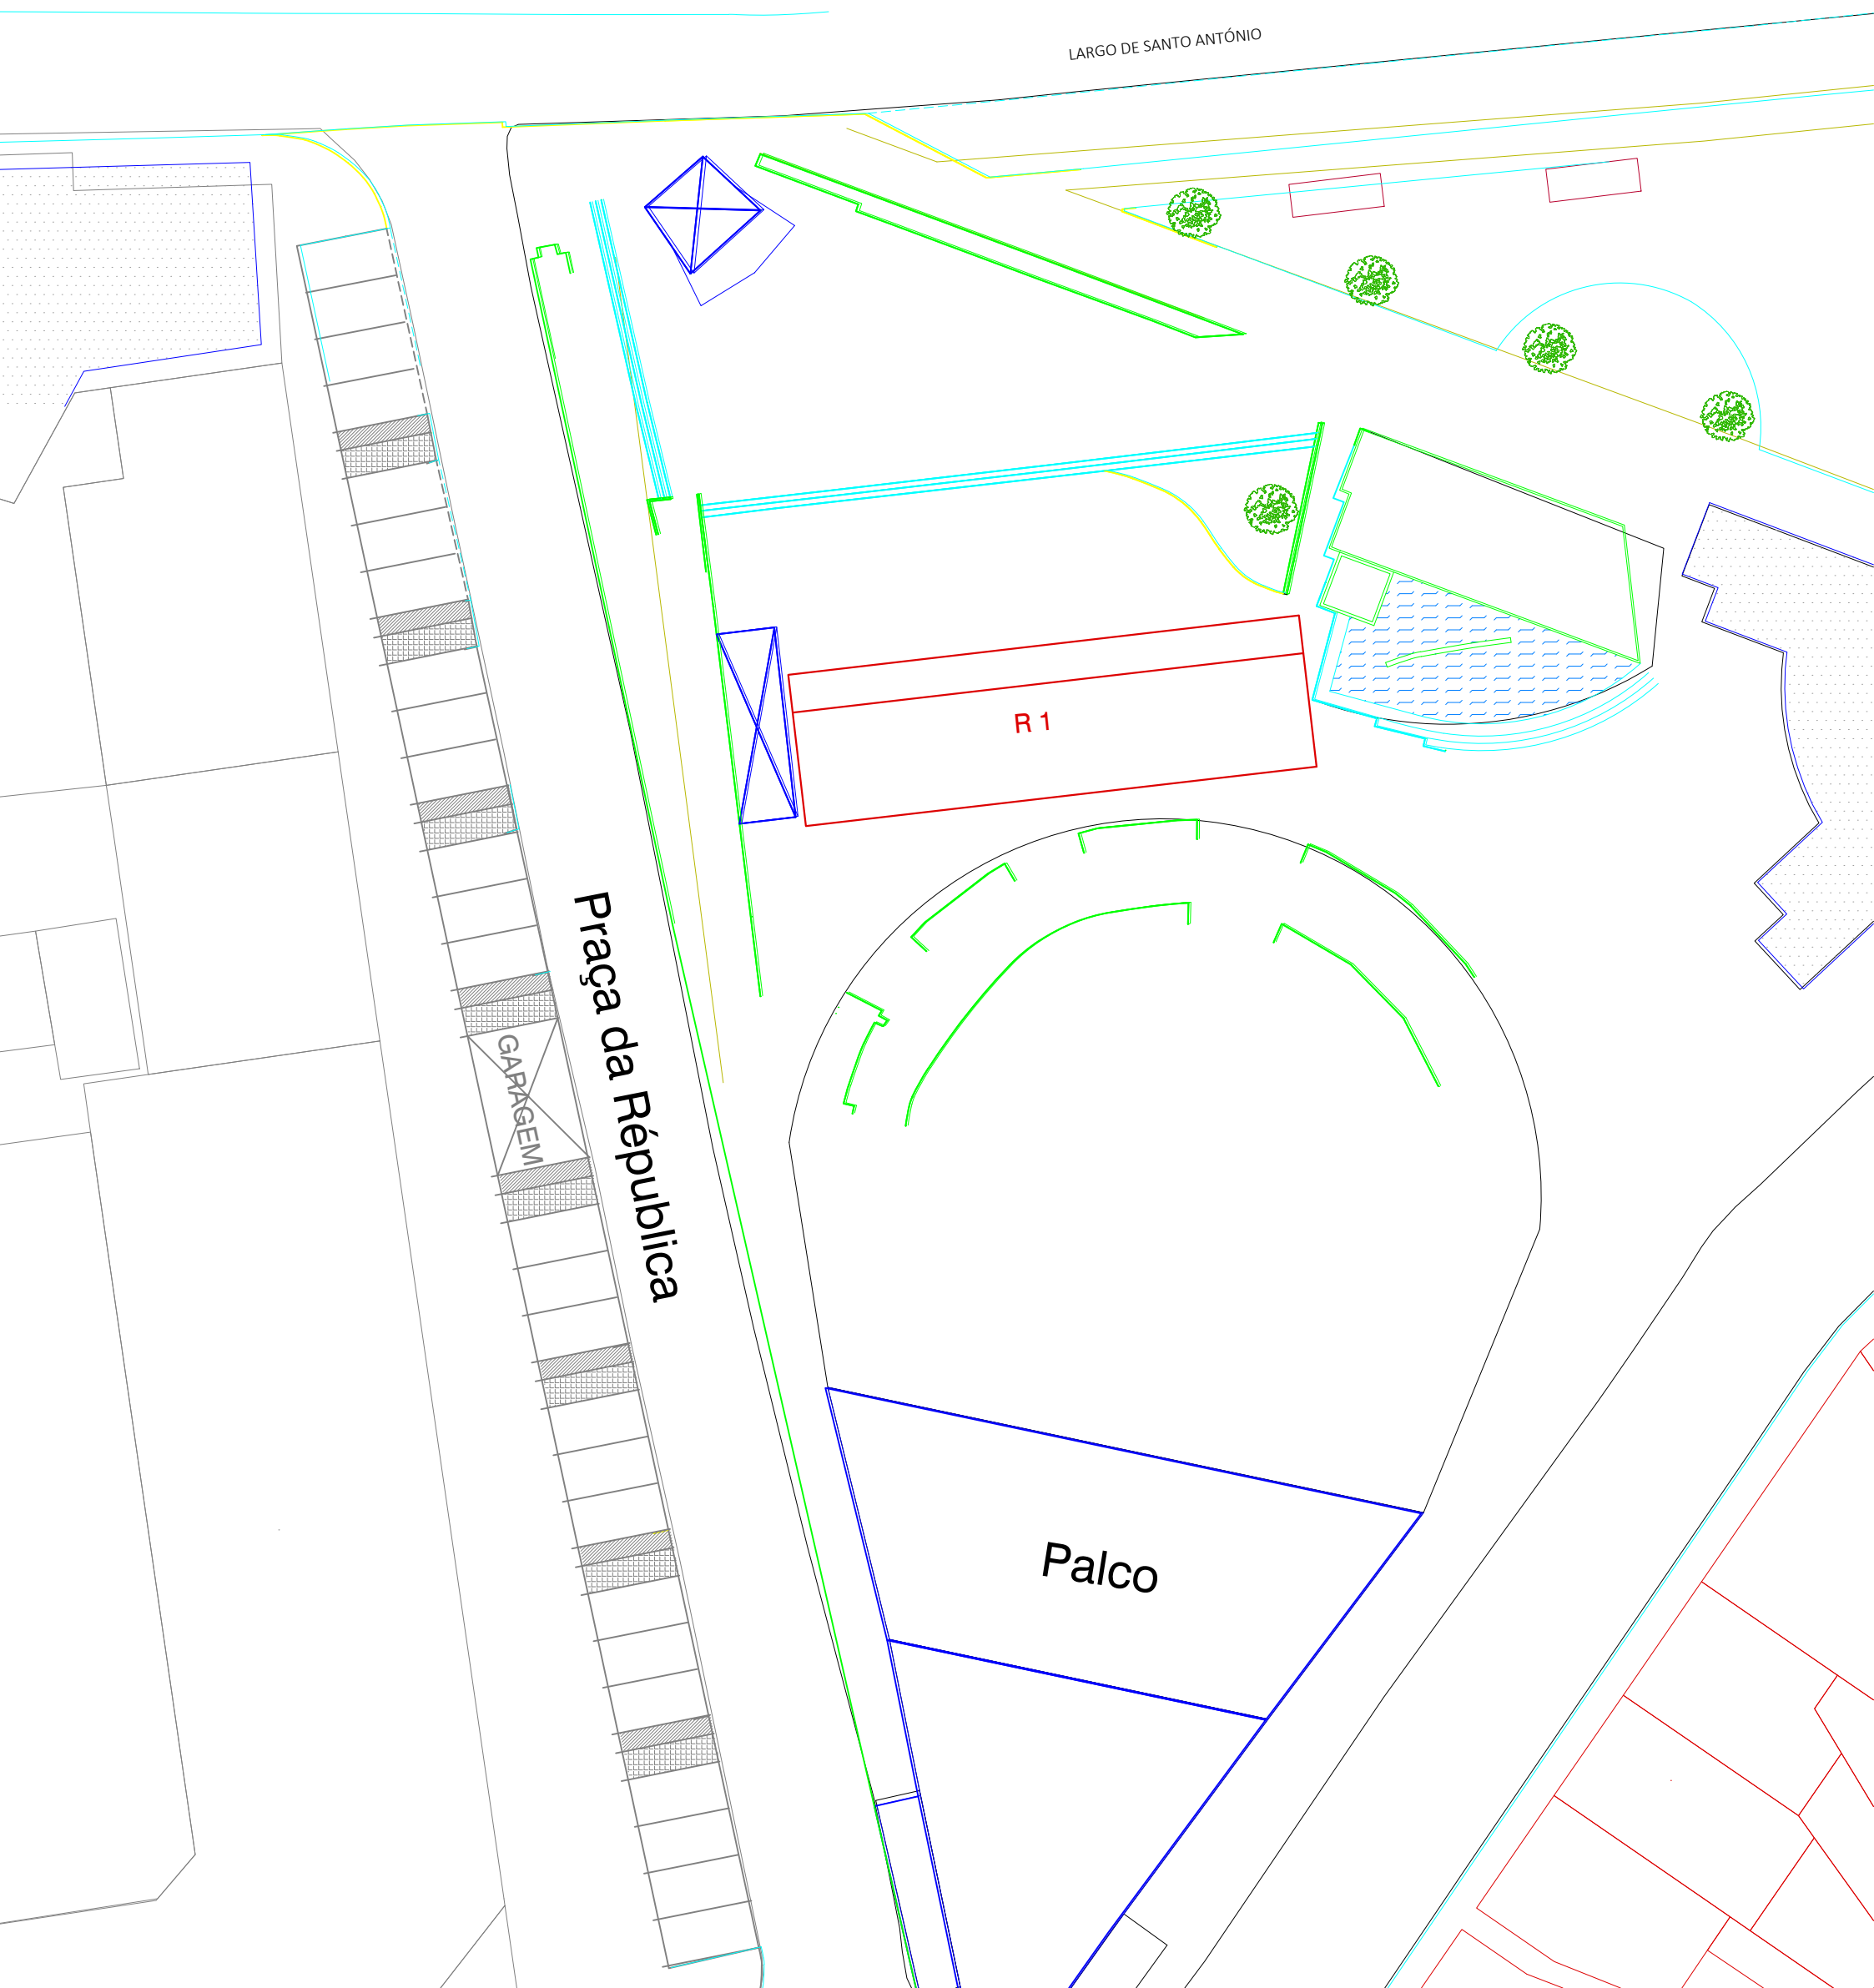 LARGO DE SANTO ANTÓNIO
R 1
Praça da Républica
GARAGEM
Palco